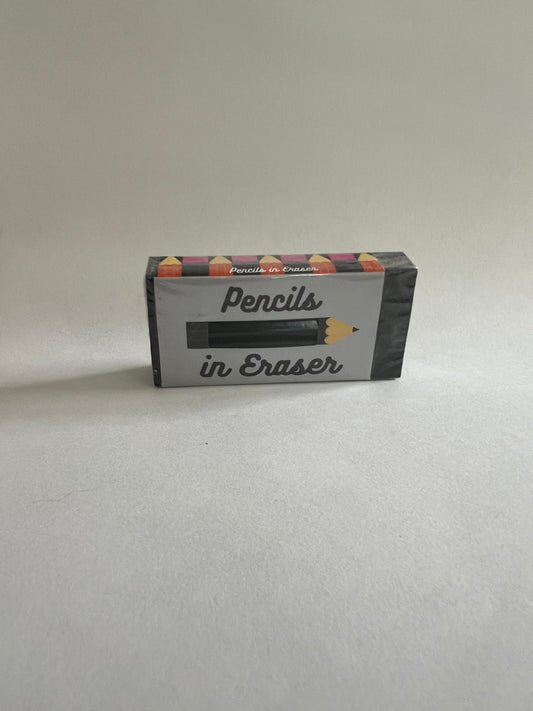 Pencils in Eraser
Pencils
in Eraser